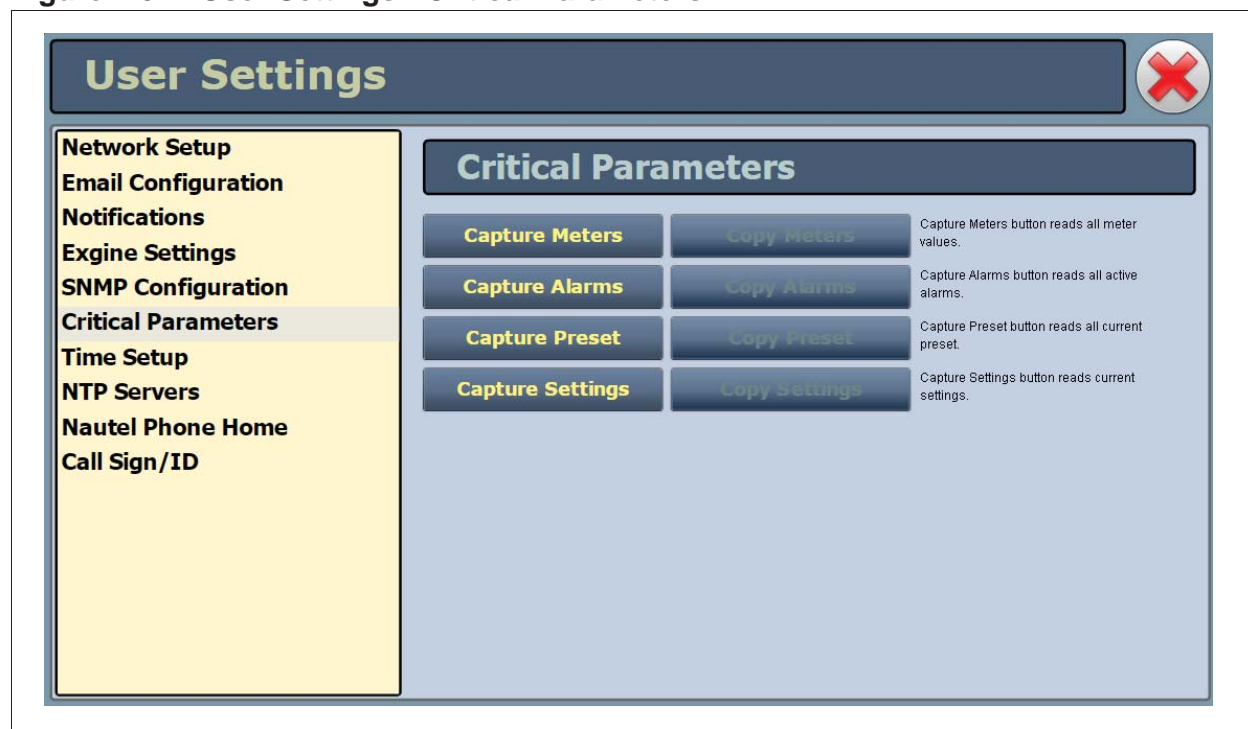 User Settings
Network Setup
Email Configuration
Notifications
Exgine Settings
SNMP Configuration
Critical Parameters
Time Setup
NTP Servers
Nautel Phone Home
Call Sign/ID
Critical Parameters
Capture Meters
Copy Meters
Capture Meters button reads all meter
values.
Capture Alarms
Copy Alarms
Capture Alarms button reads all active
alarms.
Capture Preset
Copy Preset
Capture Preset button reads all current
preset.
Capture Settings
Copy Settings
Capture Settings button reads current
settings.